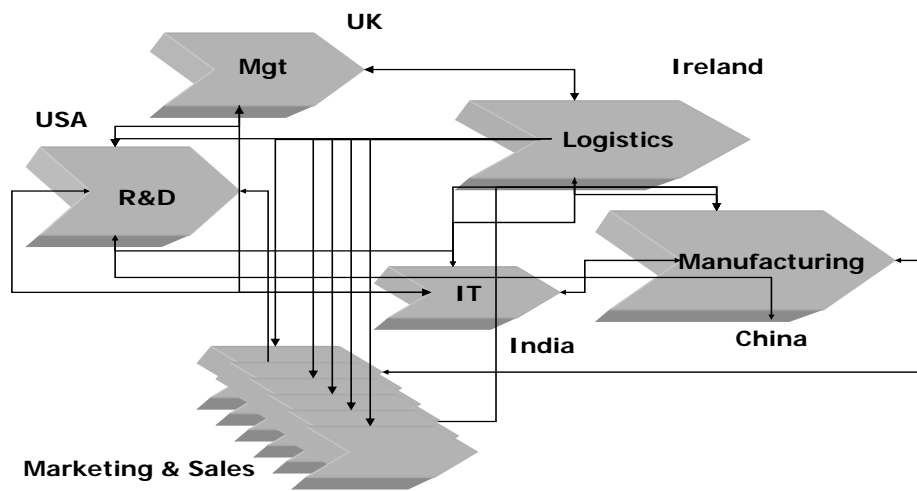 UK
Mgt
Ireland
USA
Logistics
R&D
Manufacturing
IT
China
India
Marketing & Sales